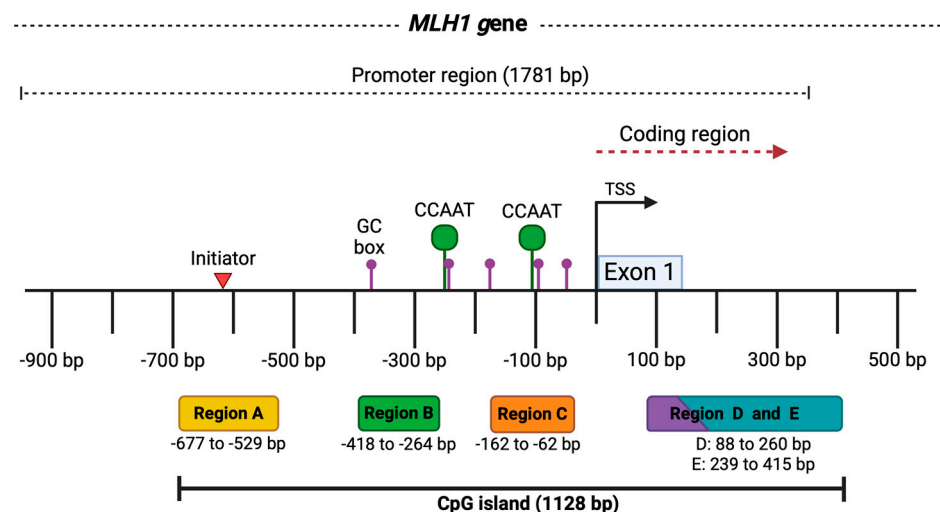 MLH1 gene
Promoter region (1781 bp)
Coding region
TSS
CCAAT
CCAAT
GC
box
Initiator
Exon 1
-900 bp
-700 bp
-500 bp
-300 bp
-100 bp
100 bp
300 bp
500 bp
Region A
Region B
Region C
Region D and E
-677 to -529 bp
-418 to -264 bp
-162 to -62 bp
D: 88 to 260 bp
E: 239 to 415 bp
CpG island (1128 bp)